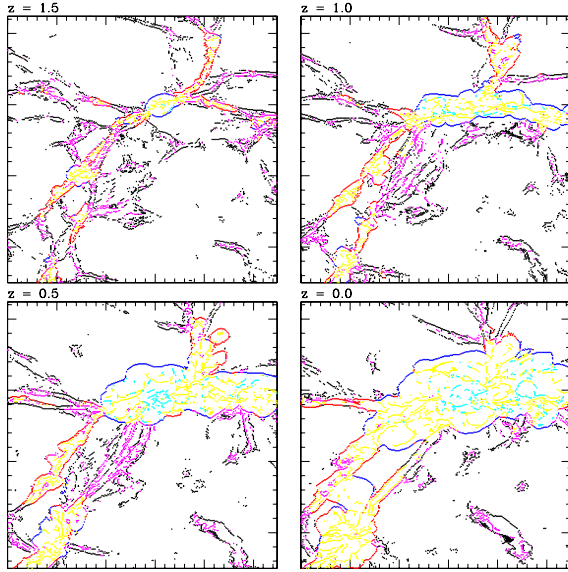 z = 1.5
z = 1.0
z = 0.5
z = 0.0